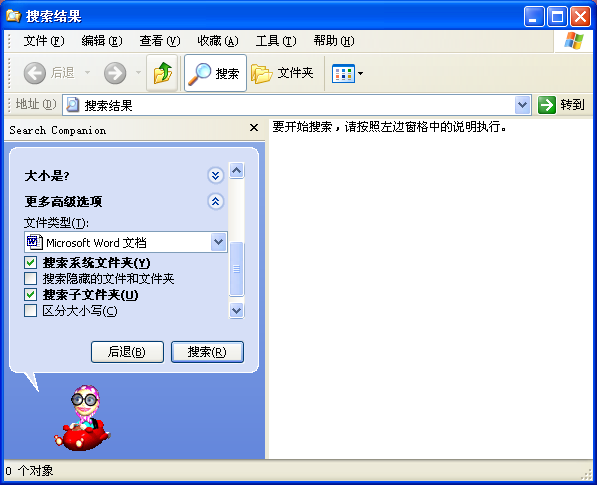 搜索结果
文件(F) 编辑(E) 查看(V) 收藏(A) 工具(T) 帮助(H)
后退 搜索 文件夹
地址(D) 搜索结果 转到
Search Companion
要开始搜索，请按照左边窗格中的说明执行。
大小是?
更多高级选项
文件类型(T):
Microsoft Word 文档
搜索系统文件夹(Y)
搜索隐藏的文件和文件夹
搜索子文件夹(U)
区分大小写(C)
后退(B) 搜索(R)
0 个对象